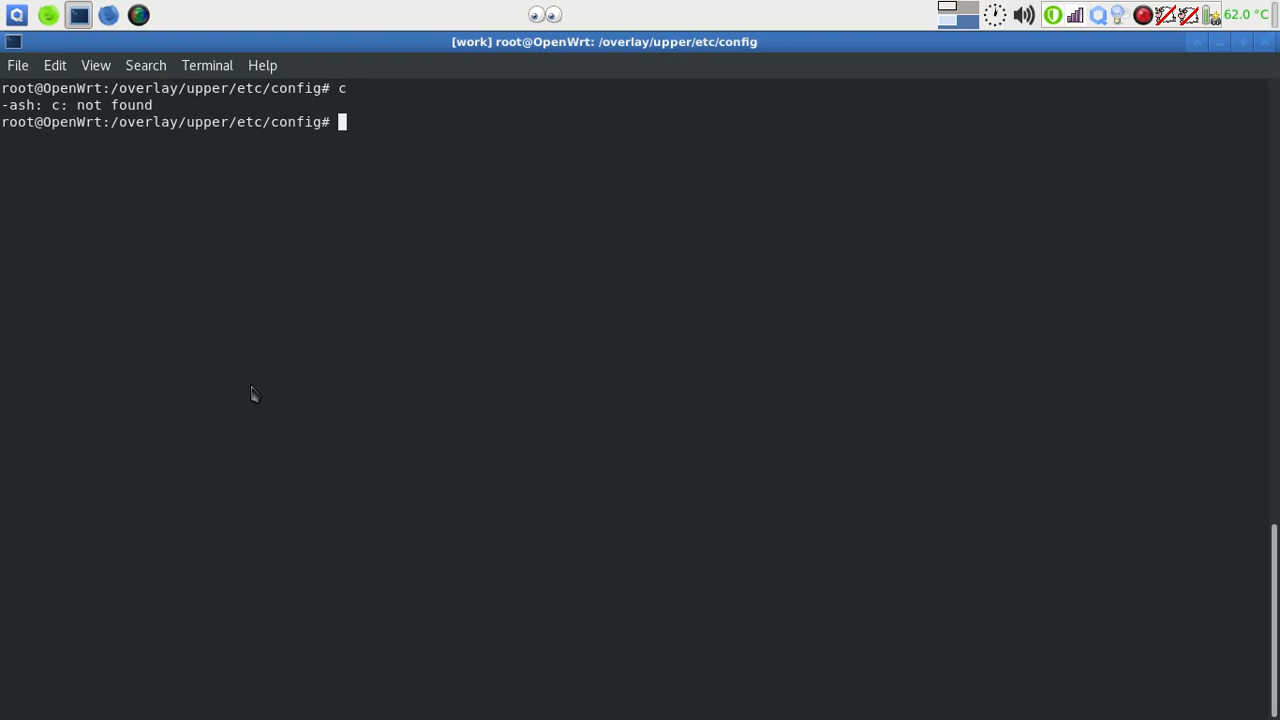 62.0 °C
[work] root@OpenWrt: /overlay/upper/etc/config
File Edit View Search Terminal Help
root@OpenWrt:/overlay/upper/etc/config# c
-ash: c: not found
root@OpenWrt:/overlay/upper/etc/config#